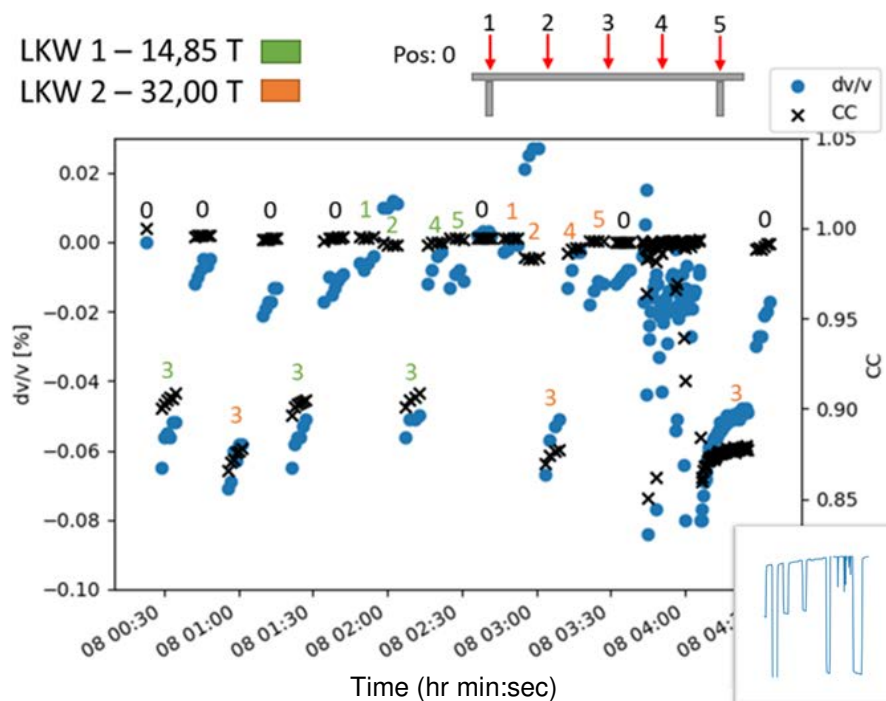 1 2 3 4 5
LKW 1 – 14,85 T
Pos: 0
LKW 2 – 32,00 T
dv/v
CC
0.02
0.00
−0.02
−0.04
−0.06
−0.08
−0.10
dv/v [%]
1.05
1.00
0.95
0.90
0.85
CC
0 0 0 0 1 2 4 5 0 1 2 4 5 0 0
3 3 3 3 3 3
08 00:30
08 01:00
08 01:30
08 02:00
08 02:30
08 03:00
08 03:30
08 04:00
Time (hr min:sec)